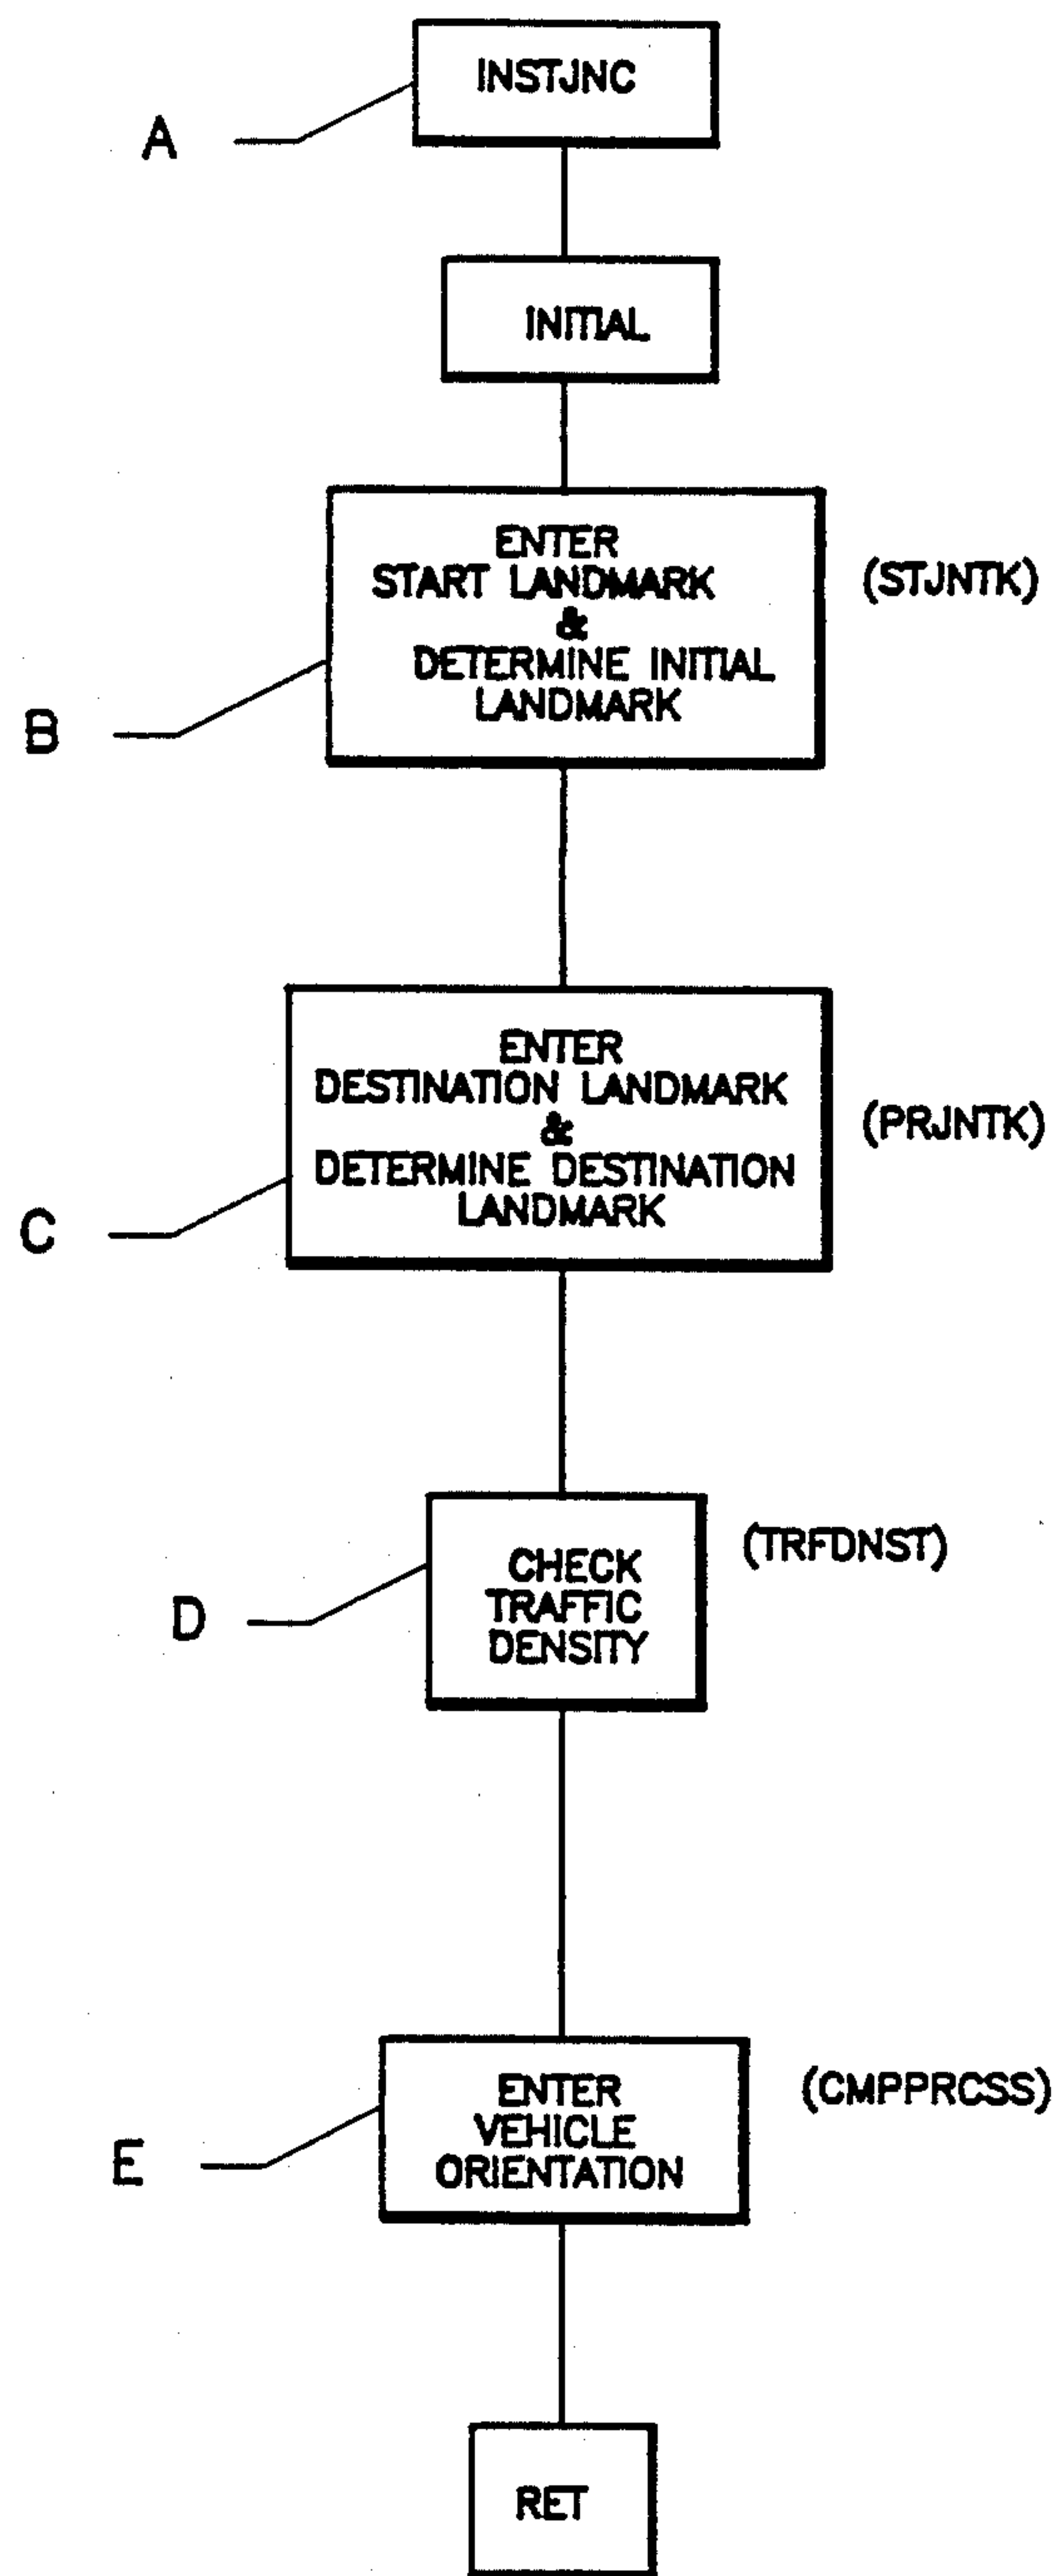 INSTJNC
A
INITIAL
ENTER
START LANDMARK
&
DETERMINE INITIAL
LANDMARK
(STJNTK)
B
ENTER
DESTINATION LANDMARK
&
DETERMINE DESTINATION
LANDMARK
(PRJNTK)
C
CHECK
TRAFFIC
DENSITY
(TRFDNST)
D
ENTER
VEHICLE
ORIENTATION
(CMPPRCSS)
E
RET